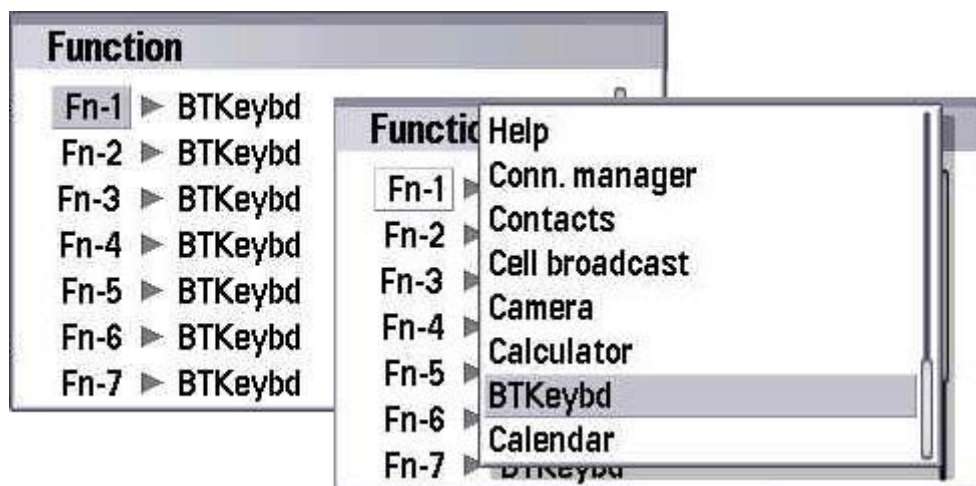 Function
Fn-1 ► BTKeybd
Fn-2 ► BTKeybd
Fn-3 ► BTKeybd
Fn-4 ► BTKeybd
Fn-5 ► BTKeybd
Fn-6 ► BTKeybd
Fn-7 ► BTKeybd
Functio
Fn-1 ►
Fn-2 ►
Fn-3 ►
Fn-4 ►
Fn-5 ►
Fn-6 ►
Fn-7 ► BTKeybd
Help
Conn. manager
Contacts
Cell broadcast
Camera
Calculator
BTKeybd
Calendar